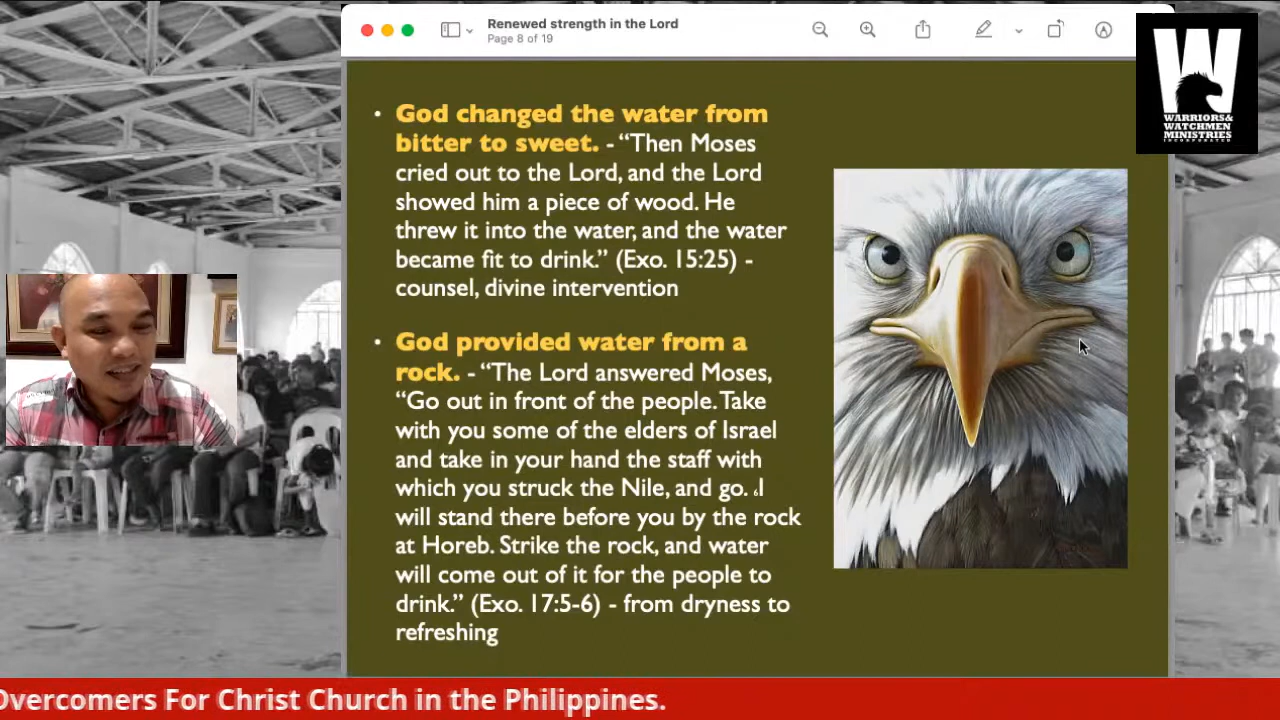 Renewed strength in the Lord
Page 8 of 19
W
WARRIORS&
WATCHMEN
MINISTRIES
INCORPORATED
• God changed the water from
bitter to sweet. - “Then Moses
cried out to the Lord, and the Lord
showed him a piece of wood. He
threw it into the water, and the water
became fit to drink.” (Exo. 15:25) -
counsel, divine intervention
• God provided water from a
rock. - “The Lord answered Moses,
“Go out in front of the people. Take
with you some of the elders of Israel
and take in your hand the staff with
which you struck the Nile, and go. I
will stand there before you by the rock
at Horeb. Strike the rock, and water
will come out of it for the people to
drink.” (Exo. 17:5-6) - from dryness to
refreshing
Overcomers For Christ Church in the Philippines.